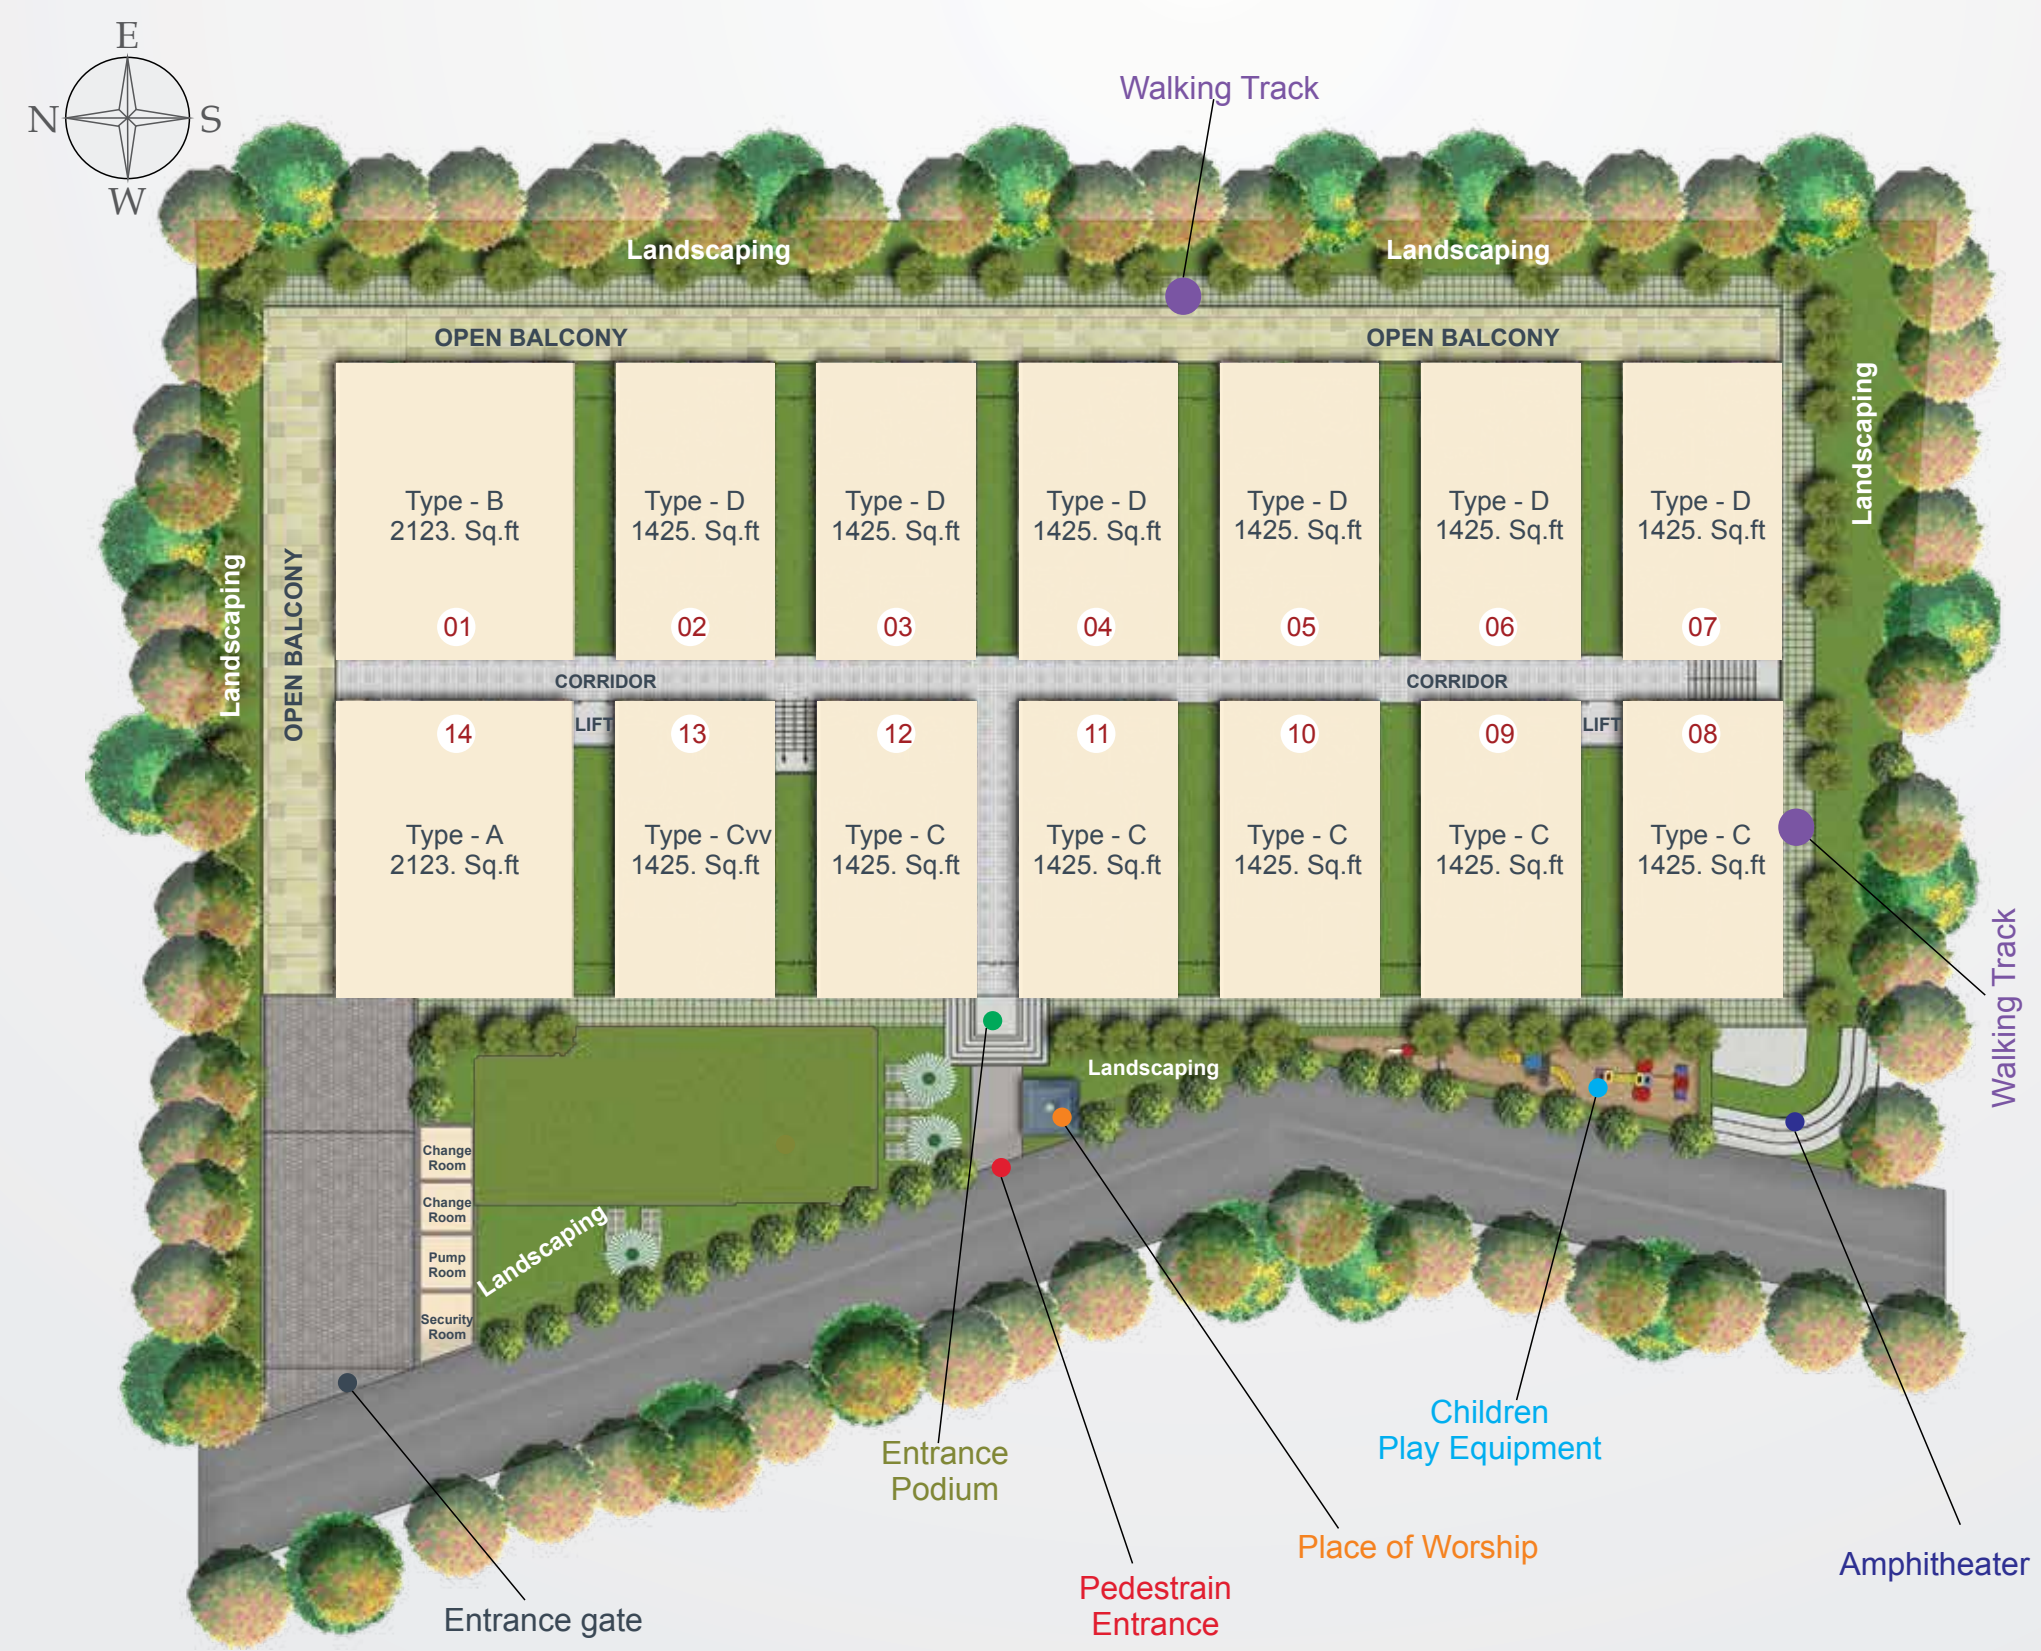 E
N
S
W
Walking Track
Landscaping
Landscaping
OPEN BALCONY
OPEN BALCONY
Landscaping
Landscaping
OPEN BALCONY
Type - B
2123. Sq.ft
01
Type - D
1425. Sq.ft
02
Type - D
1425. Sq.ft
03
Type - D
1425. Sq.ft
04
Type - D
1425. Sq.ft
05
Type - D
1425. Sq.ft
06
Type - D
1425. Sq.ft
07
CORRIDOR
CORRIDOR
14
Type - A
2123. Sq.ft
LIFT
13
Type - Cvv
1425. Sq.ft
12
Type - C
1425. Sq.ft
11
Type - C
1425. Sq.ft
10
Type - C
1425. Sq.ft
09
Type - C
1425. Sq.ft
LIFT
08
Type - C
1425. Sq.ft
Walking Track
Landscaping
Change
Room
Change
Room
Pump
Room
Security
Room
Landscaping
Children
Play Equipment
Entrance
Podium
Place of Worship
Amphitheater
Pedestrain
Entrance
Entrance gate